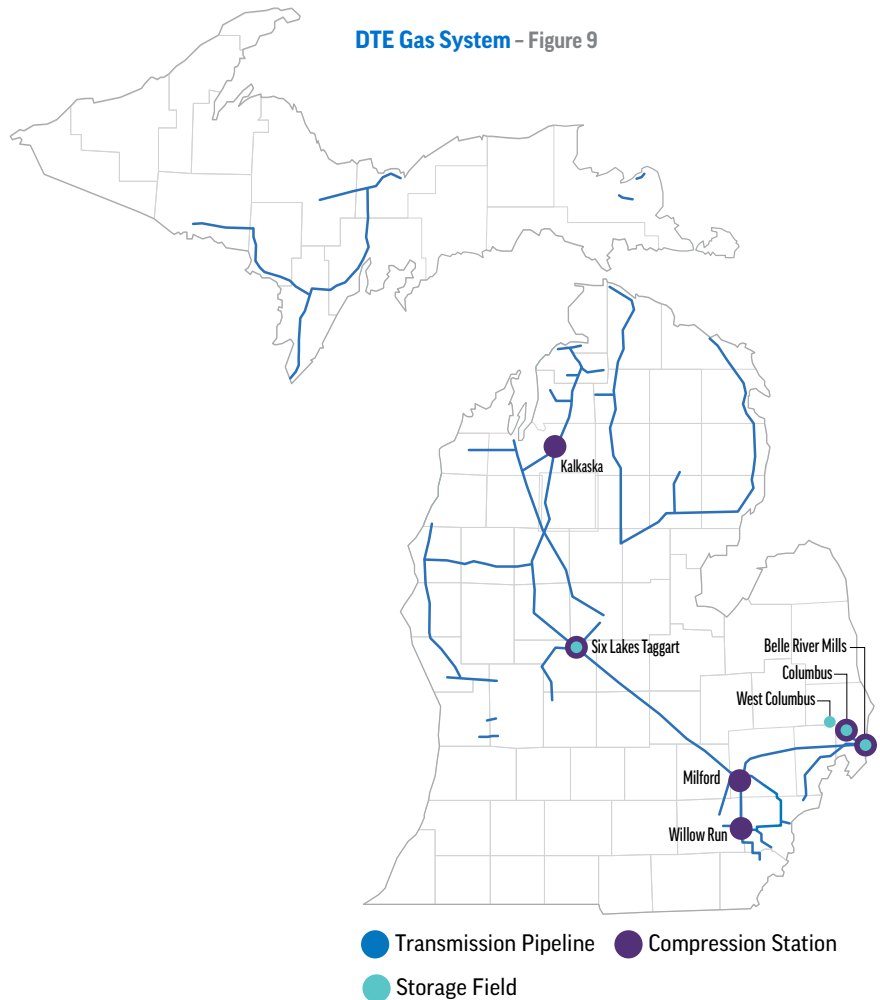 DTE Gas System – Figure 9
Kalkaska
Six Lakes Taggart
Belle River Mills
Columbus
West Columbus
Milford
Willow Run
Transmission Pipeline
Compression Station
Storage Field